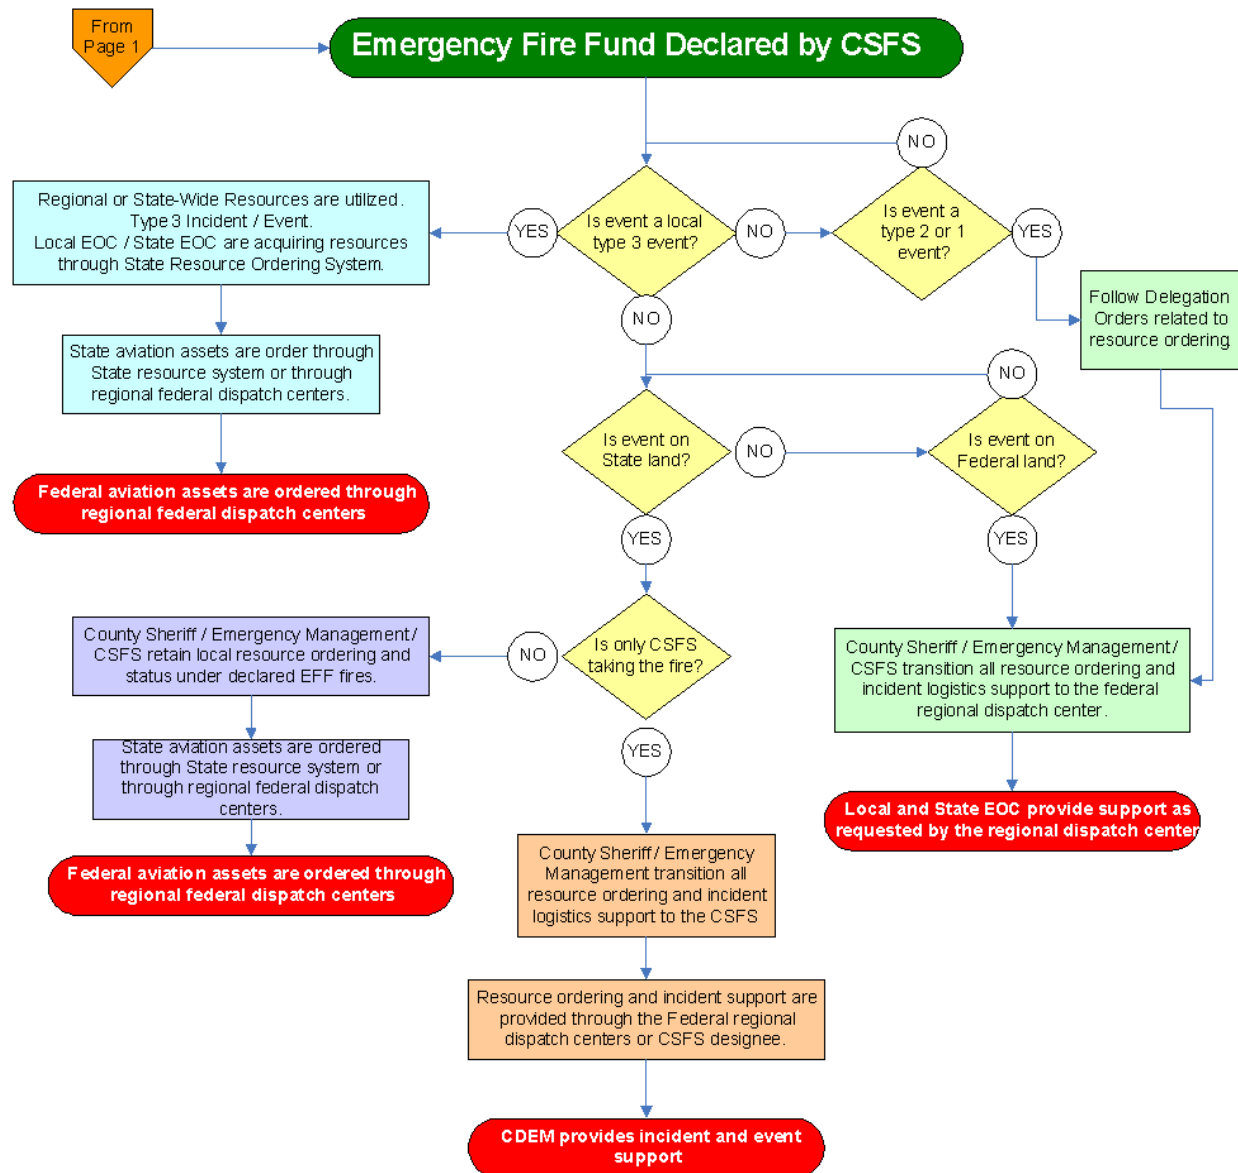 From
Page 1
Emergency Fire Fund Declared by CSFS
NO
Regional or State-Wide Resources are utilized.
Type 3 Incident / Event.
Local EOC / State EOC are acquiring resources
through State Resource Ordering System.
YES
Is event a local
type 3 event?
NO
Is event a
type 2 or 1
event?
YES
Follow Delegation
Orders related to
resource ordering.
NO
State aviation assets are order through
State resource system or through
regional federal dispatch centers.
NO
Is event on
State land?
NO
Is event on
Federal land?
Federal aviation assets are ordered through
regional federal dispatch centers
YES
YES
County Sheriff / Emergency Management /
CSFS retain local resource ordering and
status under declared EFF fires.
NO
Is only CSFS
taking the fire?
County Sheriff / Emergency Management /
CSFS transition all resource ordering and
incident logistics support to the federal
regional dispatch center.
State aviation assets are ordered
through State resource system or
through regional federal dispatch
centers.
YES
Local and State EOC provide support as
requested by the regional dispatch center
Federal aviation assets are ordered through
regional federal dispatch centers
County Sheriff / Emergency
Management transition all
resource ordering and incident
logistics support to the CSFS
Resource ordering and incident support are
provided through the Federal regional
dispatch centers or CSFS designee.
CDEM provides incident and event
support